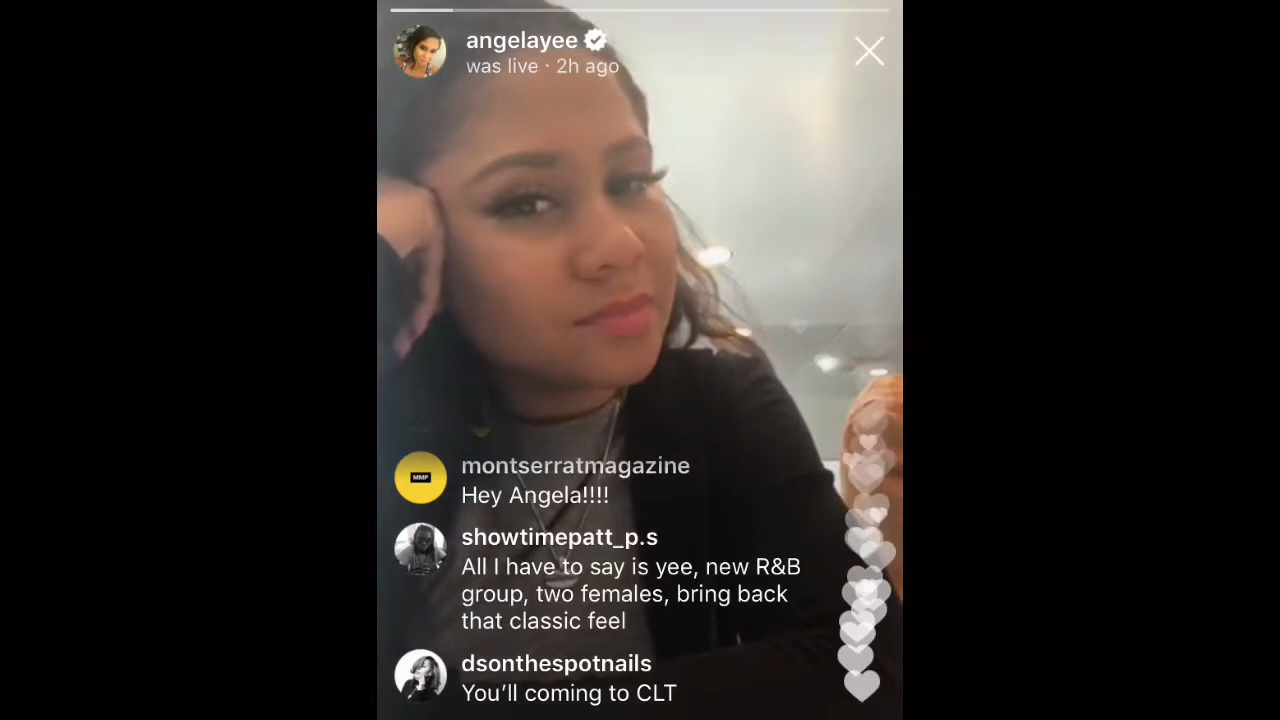 angelayee
was live · 2h ago
MMP
montserratmagazine
Hey Angela!!!!
showtimepatt_p.s
All I have to say is yee, new R&B
group, two females, bring back
that classic feel
dsonthespotnails
You’ll coming to CLT